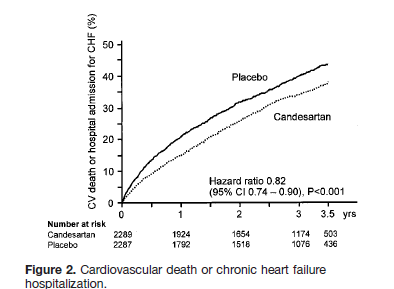 CV death or hospital admission for CHF (%)
50
40
30
20
10
0
Placebo
Candesartan
Hazard ratio 0.82
(95% CI 0.74 – 0.90), P<0.001
0 1 2 3 3.5 yrs
Number at risk
Candesartan 2289 1924 1654 1174 503
Placebo 2287 1792 1516 1076 436
Figure 2. Cardiovascular death or chronic heart failure
hospitalization.